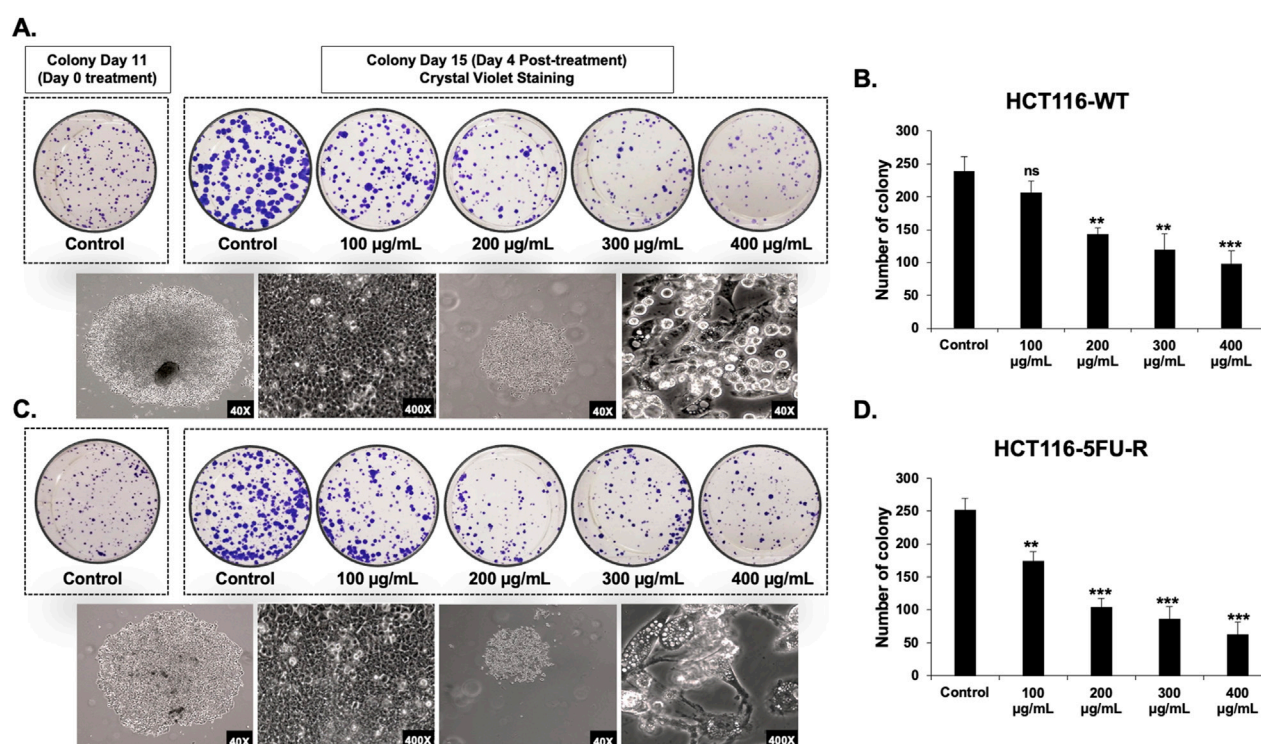 A.
Colony Day 11
(Day 0 treatment)
Colony Day 15 (Day 4 Post-treatment)
Crystal Violet Staining
Control
Control
100 µg/mL
200 µg/mL
300 µg/mL
400 µg/mL
40X
400X
40X
40X
B.
HCT116-WT
Number of colony
300
250
200
150
100
50
0
ns
**
**
***
Control
100 µg/mL
200 µg/mL
300 µg/mL
400 µg/mL
C.
Control
Control
100 µg/mL
200 µg/mL
300 µg/mL
400 µg/mL
40X
400X
40X
400X
D.
HCT116-5FU-R
Number of colony
300
250
200
150
100
50
0
**
***
***
***
Control
100 µg/mL
200 µg/mL
300 µg/mL
400 µg/mL